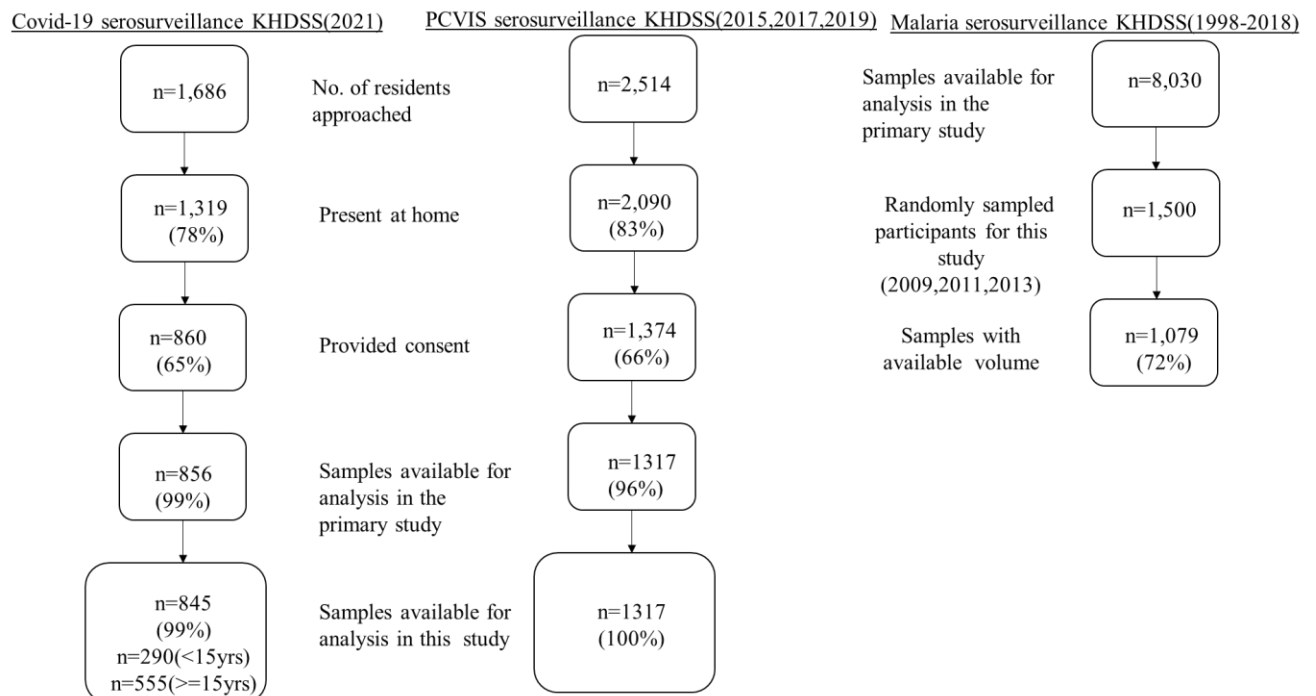 Covid-19 serosurveillance KHDSS(2021)
PCVIS serosurveillance KHDSS(2015,2017,2019)
Malaria serosurveillance KHDSS(1998-2018)
n=1,686
No. of residents
approached
n=2,514
Samples available for
analysis in the
primary study
n=8,030
n=1,319
(78%)
Present at home
n=2,090
(83%)
Randomly sampled
participants for this
study
(2009,2011,2013)
n=1,500
n=860
(65%)
Provided consent
n=1,374
(66%)
Samples with
available volume
n=1,079
(72%)
n=856
(99%)
Samples available for
analysis in the
primary study
n=1317
(96%)
n=845
(99%)
n=290(<15yrs)
n=555(>=15yrs)
Samples available for
analysis in this study
n=1317
(100%)